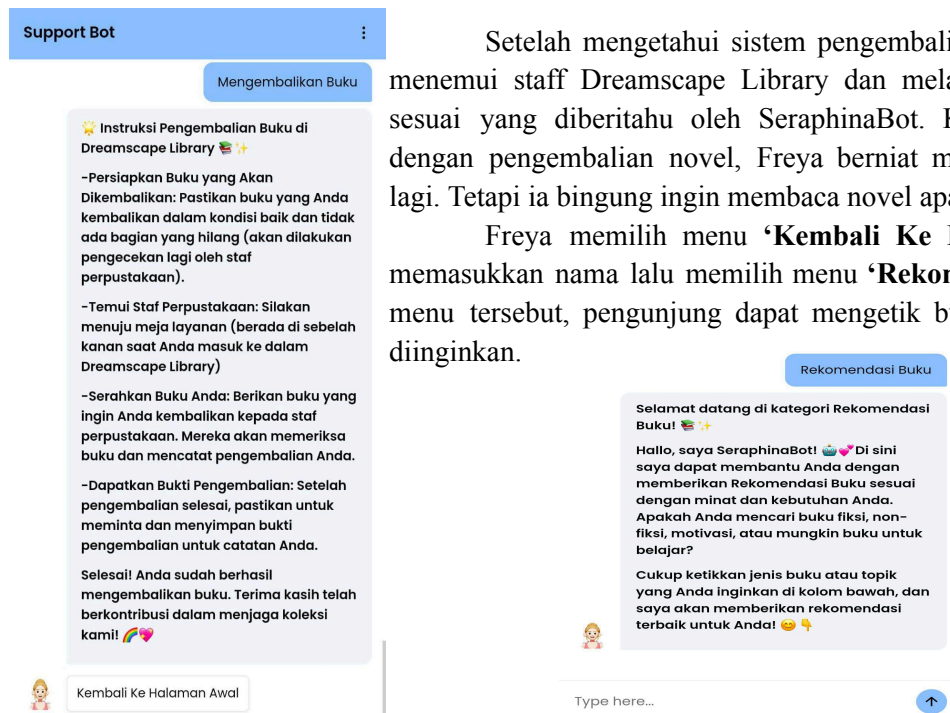 Support Bot
Mengembalikan Buku
🌟 Instruksi Pengembalian Buku di
Dreamscape Library 📚✨
-Persiapkan Buku yang Akan
Dikembalikan: Pastikan buku yang Anda
kembalikan dalam kondisi baik dan tidak
ada bagian yang hilang (akan dilakukan
pengecekan lagi oleh staf
perpustakaan).
-Temui Staf Perpustakaan: Silakan
menuju meja layanan (berada di sebelah
kanan saat Anda masuk ke dalam
Dreamscape Library)
-Serahkan Buku Anda: Berikan buku yang
ingin Anda kembalikan kepada staf
perpustakaan. Mereka akan memeriksa
buku dan mencatat pengembalian Anda.
-Dapatkan Bukti Pengembalian: Setelah
pengembalian selesai, pastikan untuk
meminta dan menyimpan bukti
pengembalian untuk catatan Anda.
Selesai! Anda sudah berhasil
mengembalikan buku. Terima kasih telah
berkontribusi dalam menjaga koleksi
kami! 🌈💖
Kembali Ke Halaman Awal
Setelah mengetahui sistem pengembali
menemui staff Dreamscape Library dan mela
sesuai yang diberitahu oleh SeraphinaBot.
dengan pengembalian novel, Freya berniat m
lagi. Tetapi ia bingung ingin membaca novel apa
Freya memilih menu ‘Kembali Ke
memasukkan nama lalu memilih menu ‘Rekom
menu tersebut, pengunjung dapat mengetik b
diinginkan.
Rekomendasi Buku
Selamat datang di kategori Rekomendasi
Buku! 📚✨
Hallo, saya SeraphinaBot! 🤖💕Di sini
saya dapat membantu Anda dengan
memberikan Rekomendasi Buku sesuai
dengan minat dan kebutuhan Anda.
Apakah Anda mencari buku fiksi, non-
fiksi, motivasi, atau mungkin buku untuk
belajar?
Cukup ketikkan jenis buku atau topik
yang Anda inginkan di kolom bawah, dan
saya akan memberikan rekomendasi
terbaik untuk Anda! 😊👇
Type here...